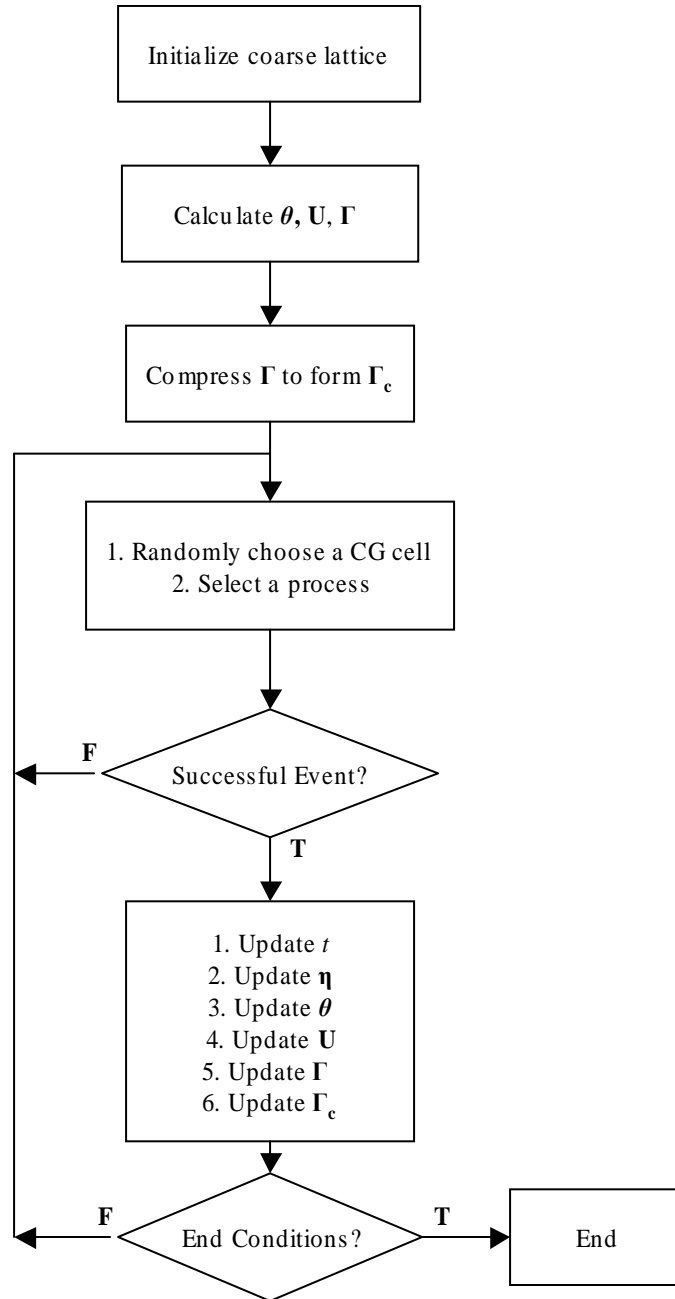 Initialize coarse lattice
Calculate θ, U, Γ
Compress Γ to form Γc
1. Randomly choose a CG cell
2. Select a process
F
Successful Event?
T
1. Update t
2. Update η
3. Update θ
4. Update U
5. Update Γ
6. Update Γc
F
End Conditions?
T
End